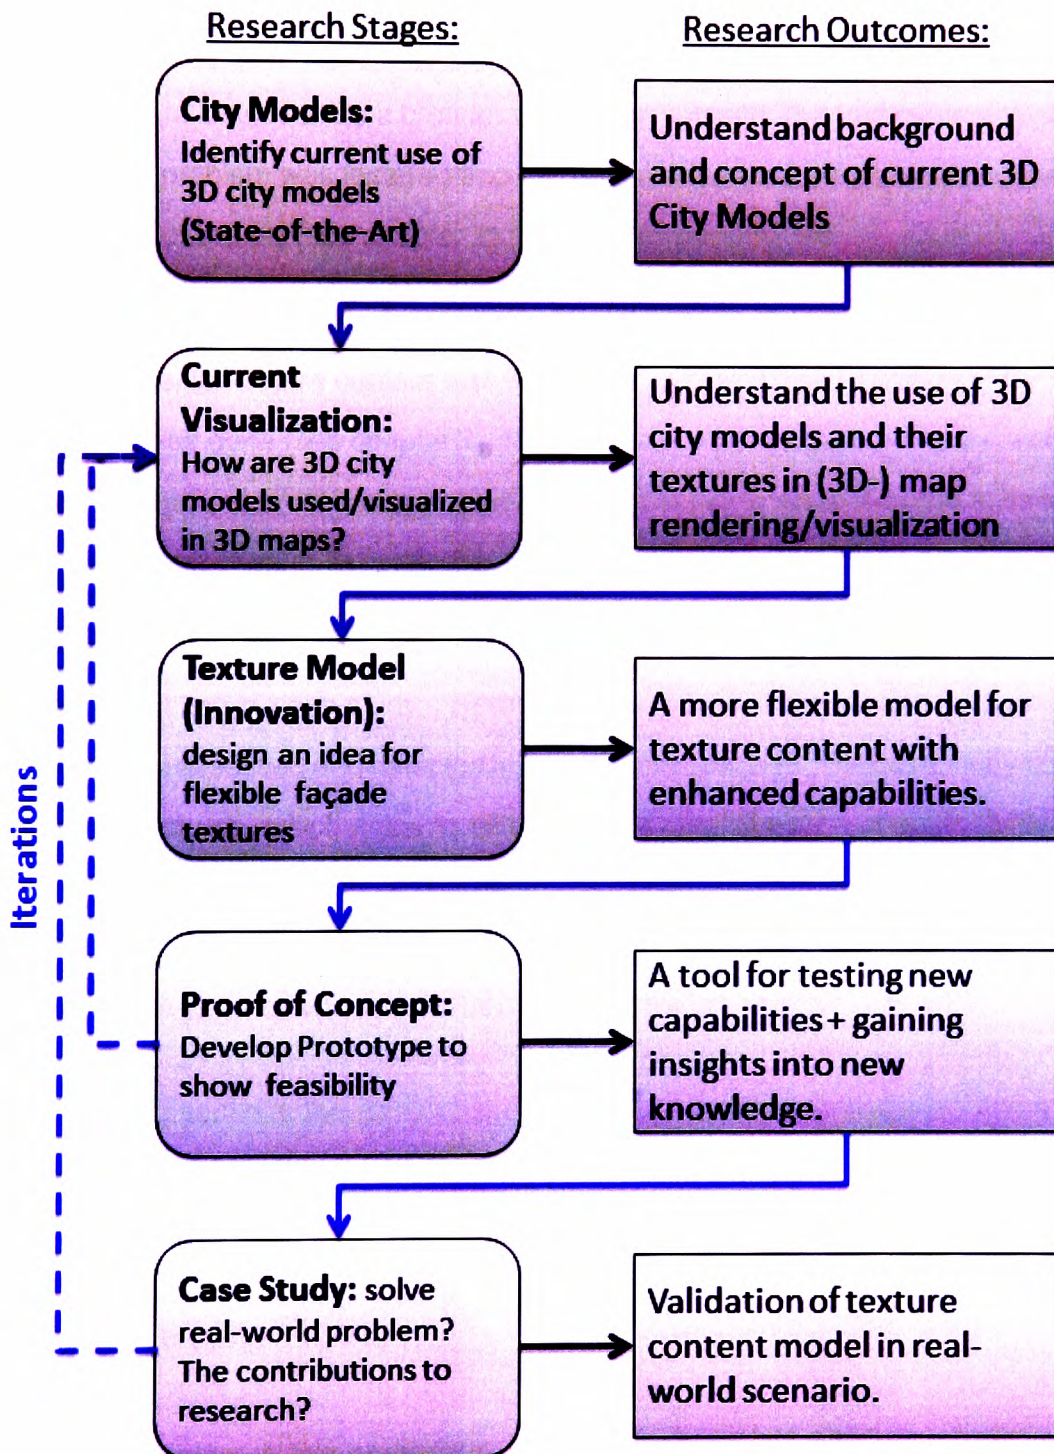 Research Stages:
Research Outcomes:
City Models:
Identify current use of
3D city models
(State-of-the-Art)
Understand background
and concept of current 3D
City Models
Current
Visualization:
How are 3D city
models used/visualized
in 3D maps?
Understand the use of 3D
city models and their
textures in (3D-) map
rendering/visualization
Texture Model
(Innovation):
design an idea for
flexible façade
textures
A more flexible model for
texture content with
enhanced capabilities.
Iterations
Proof of Concept:
Develop Prototype to
show feasibility
A tool for testing new
capabilities + gaining
insights into new
knowledge.
Case Study: solve
real-world problem?
The contributions to
research?
Validation of texture
content model in real-
world scenario.